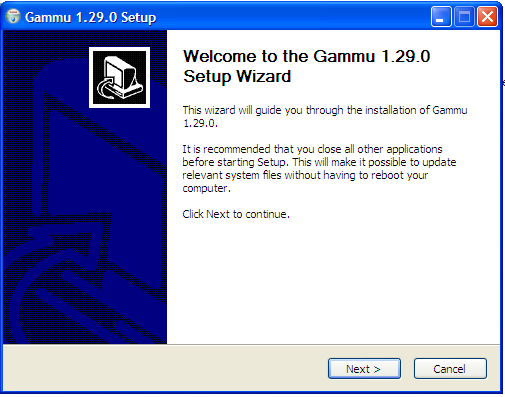 Gammu 1.29.0 Setup
Welcome to the Gammu 1.29.0
Setup Wizard
This wizard will guide you through the installation of Gammu
1.29.0.
It is recommended that you close all other applications
before starting Setup. This will make it possible to update
relevant system files without having to reboot your
computer.
Click Next to continue.
Next >
Cancel